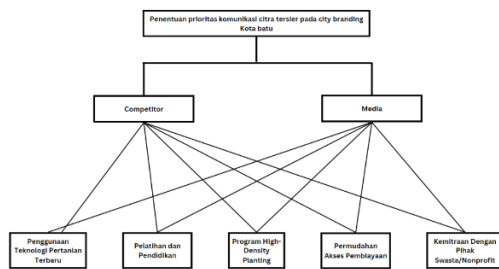 Penentuan prioritas komunikasi citra tersier pada city branding
Kota batu
Competitor
Media
Penggunaan
Teknologi Pertanian
Terbaru
Pelatihan dan
Pendidikan
Program High-
Density
Planting
Permudahan
Akses Pembiayaan
Kemitraan Dengan
Pihak
Swasta/Nonprofit